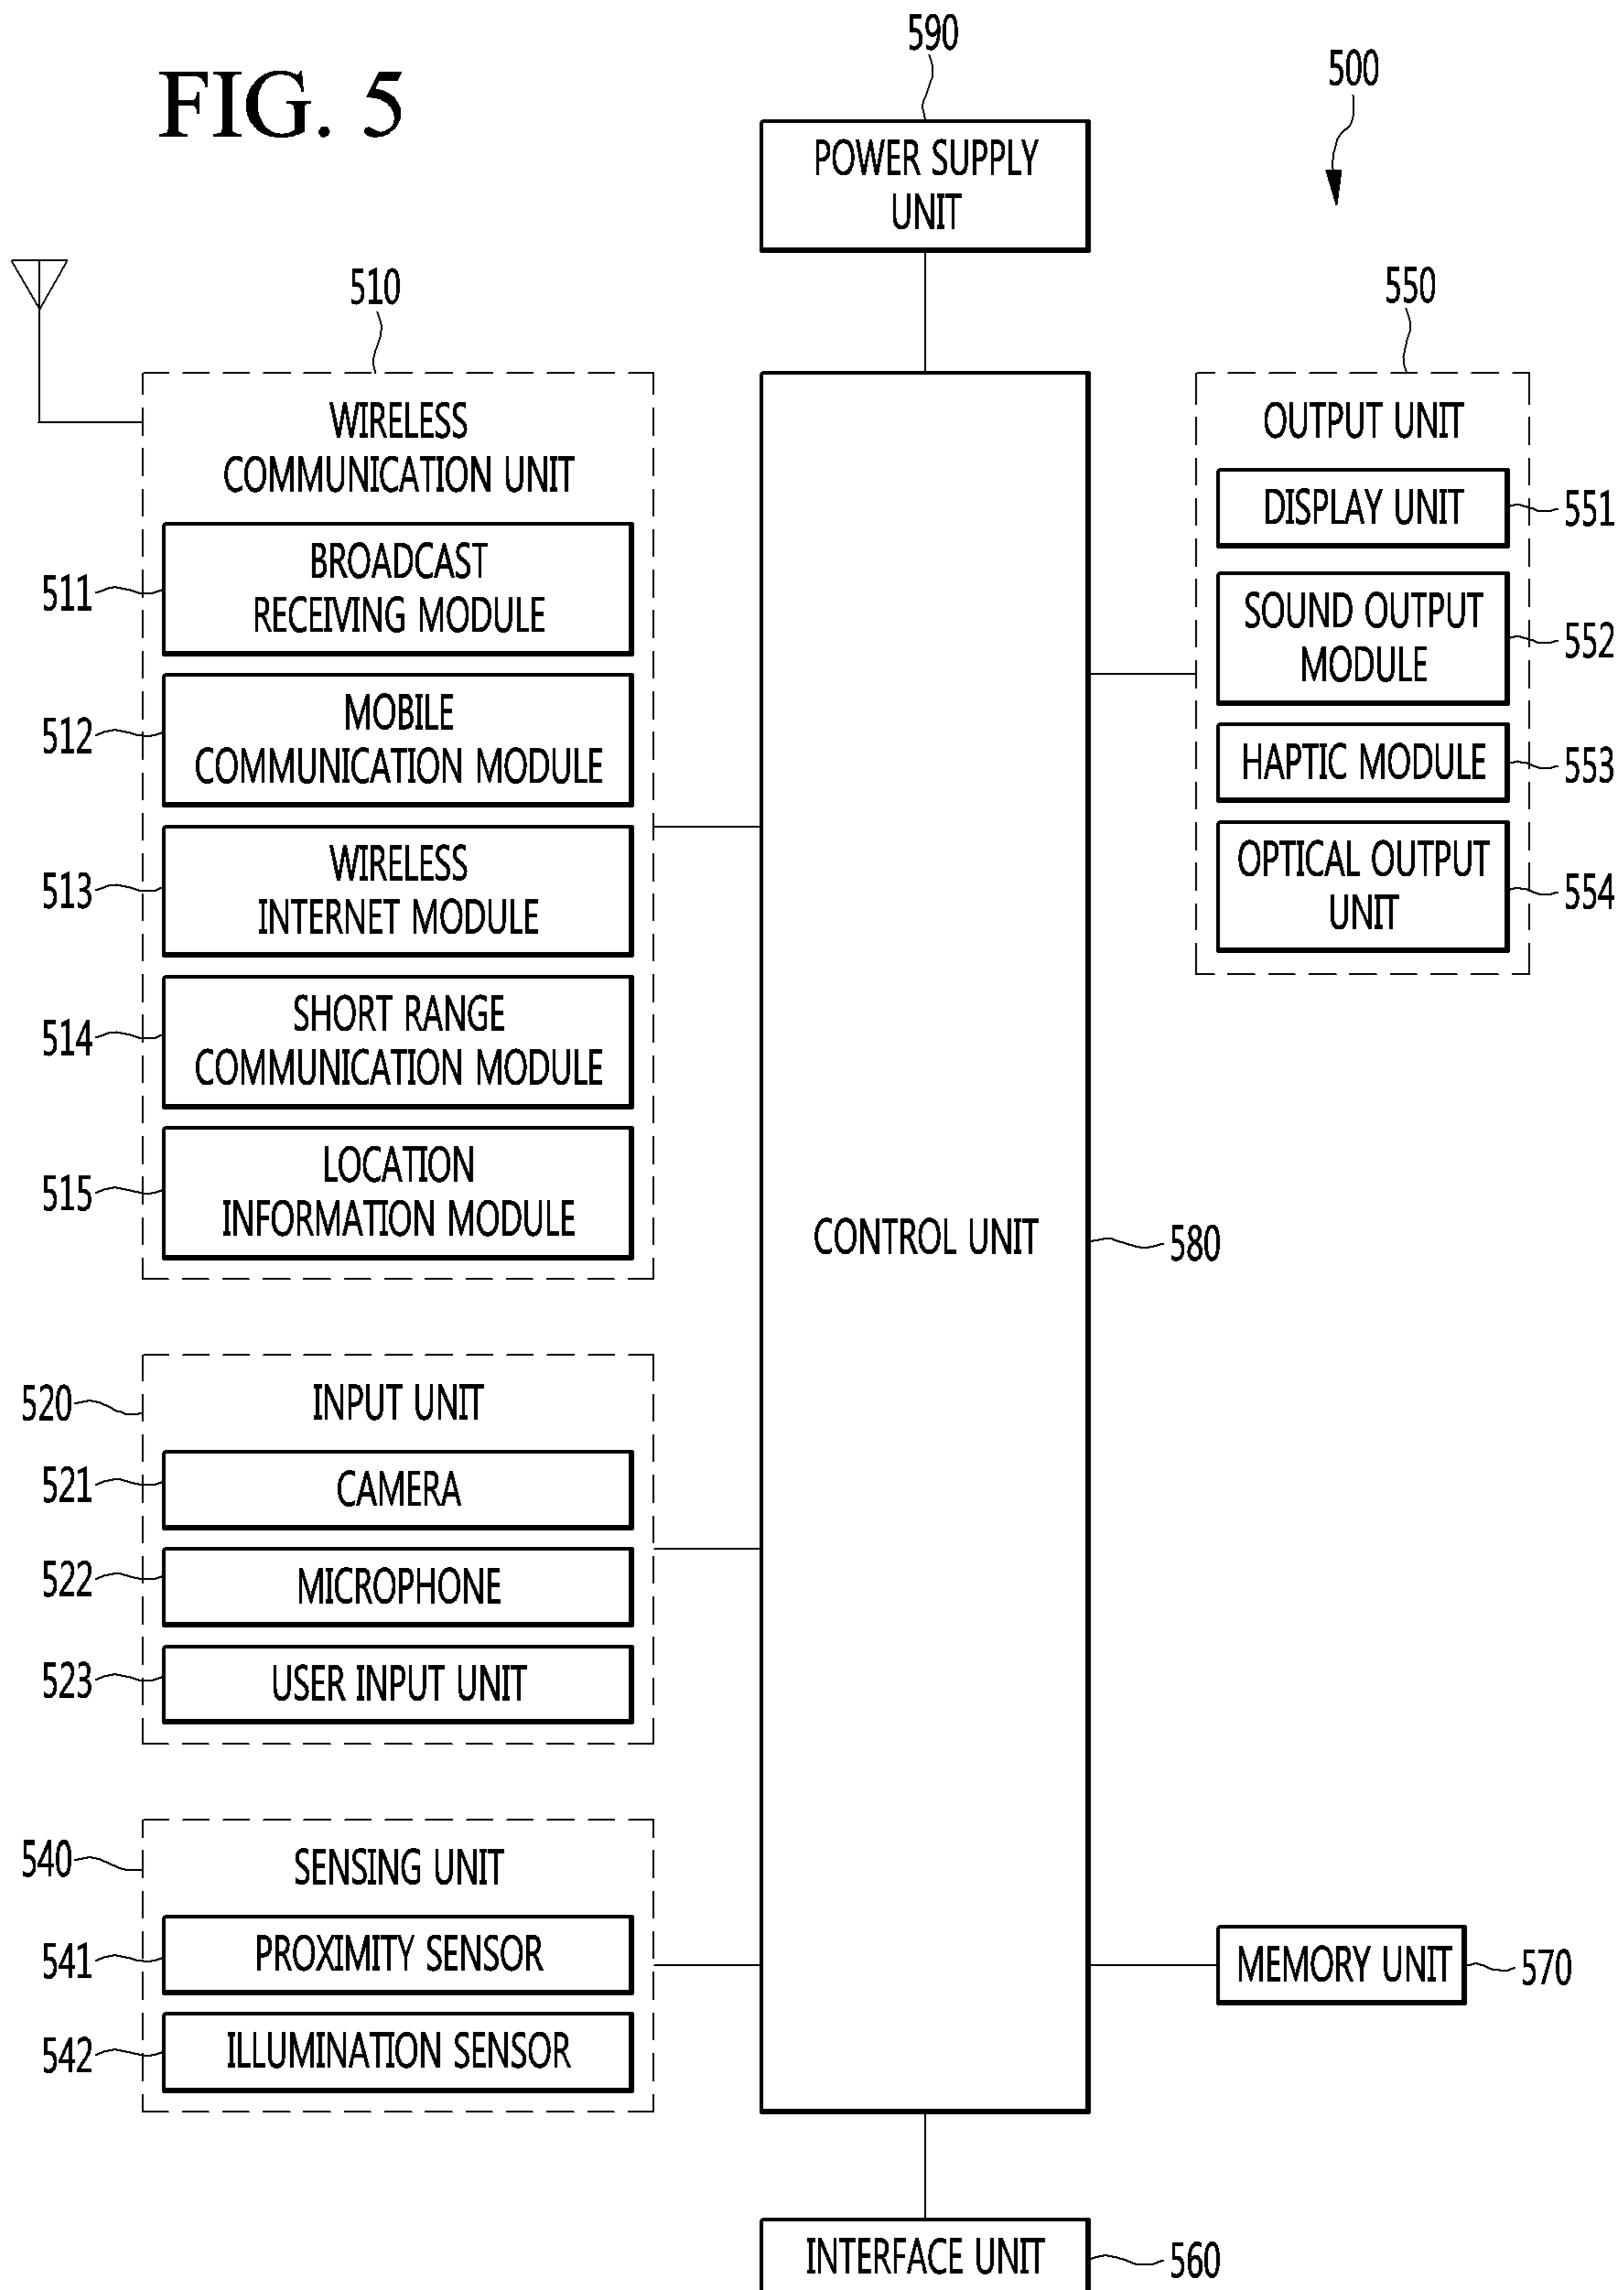 FIG. 5
590
500
POWER SUPPLY
UNIT
510
WIRELESS
COMMUNICATION UNIT
511
BROADCAST
RECEIVING MODULE
512
MOBILE
COMMUNICATION MODULE
513
WIRELESS
INTERNET MODULE
514
SHORT RANGE
COMMUNICATION MODULE
515
LOCATION
INFORMATION MODULE
520
INPUT UNIT
521
CAMERA
522
MICROPHONE
523
USER INPUT UNIT
540
SENSING UNIT
541
PROXIMITY SENSOR
542
ILLUMINATION SENSOR
CONTROL UNIT
580
550
OUTPUT UNIT
DISPLAY UNIT
551
SOUND OUTPUT
MODULE
552
HAPTIC MODULE
553
OPTICAL OUTPUT
UNIT
554
MEMORY UNIT
570
INTERFACE UNIT
560